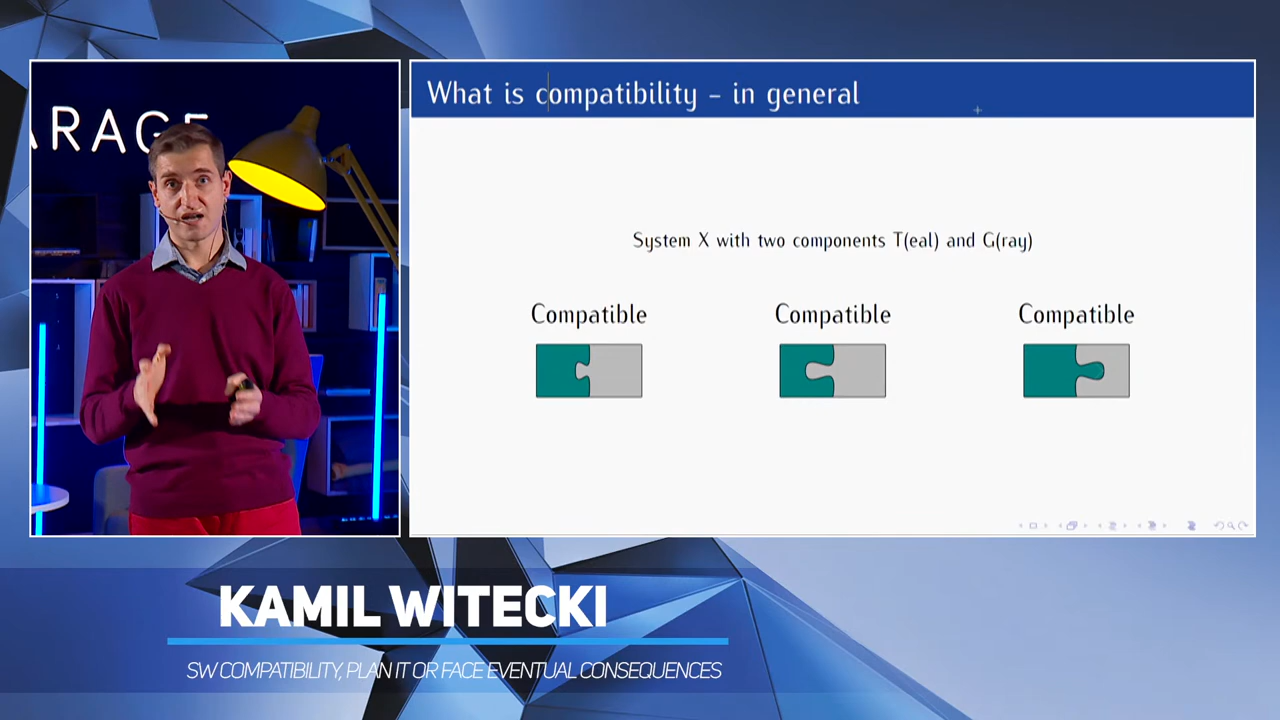 ARAGE
What is compatibility – in general
System X with two components T(eal) and G(ray)
Compatible Compatible Compatible
KAMIL WITECKI
SW COMPATIBILITY, PLAN IT OR FACE EVENTUAL CONSEQUENCES